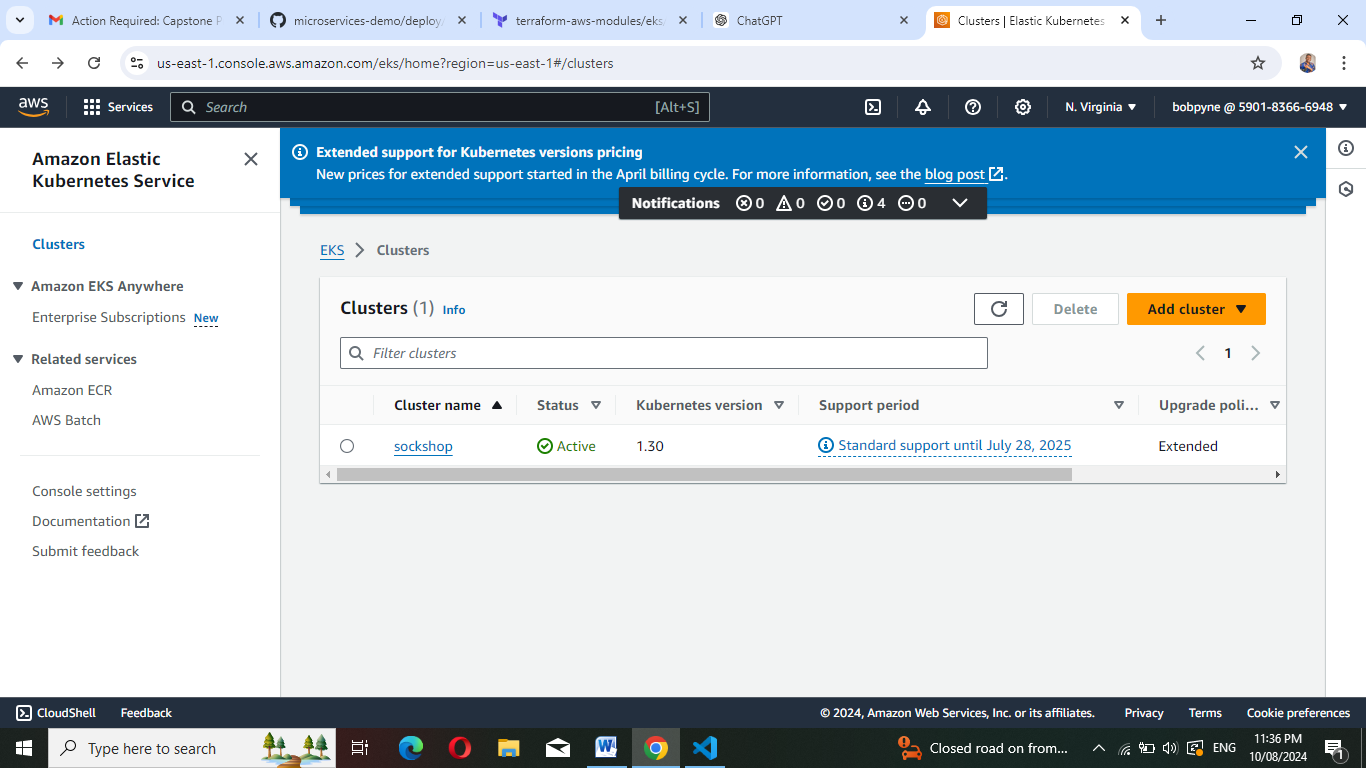 Action Required: Capstone P
microservices-demo/deploy/
terraform-aws-modules/eks/
ChatGPT
Clusters | Elastic Kubernetes
us-east-1.console.aws.amazon.com/eks/home?region=us-east-1#/clusters
aws
Services
Search
[Alt+S]
N. Virginia
bobpyne @ 5901-8366-6948
Amazon Elastic
Kubernetes Service
Clusters
Amazon EKS Anywhere
Enterprise Subscriptions New
Related services
Amazon ECR
AWS Batch
Console settings
Documentation
Submit feedback
Extended support for Kubernetes versions pricing
New prices for extended support started in the April billing cycle. For more information, see the blog post.
Notifications 0 0 0 4 0
EKS Clusters
Clusters (1) Info
Delete
Add cluster
Filter clusters
1
Cluster name Status Kubernetes version Support period Upgrade poli...
sockshop Active 1.30 Standard support until July 28, 2025 Extended
CloudShell Feedback © 2024, Amazon Web Services, Inc. or its affiliates. Privacy Terms Cookie preferences
Type here to search
Closed road on from...
ENG
11:36 PM
10/08/2024
1